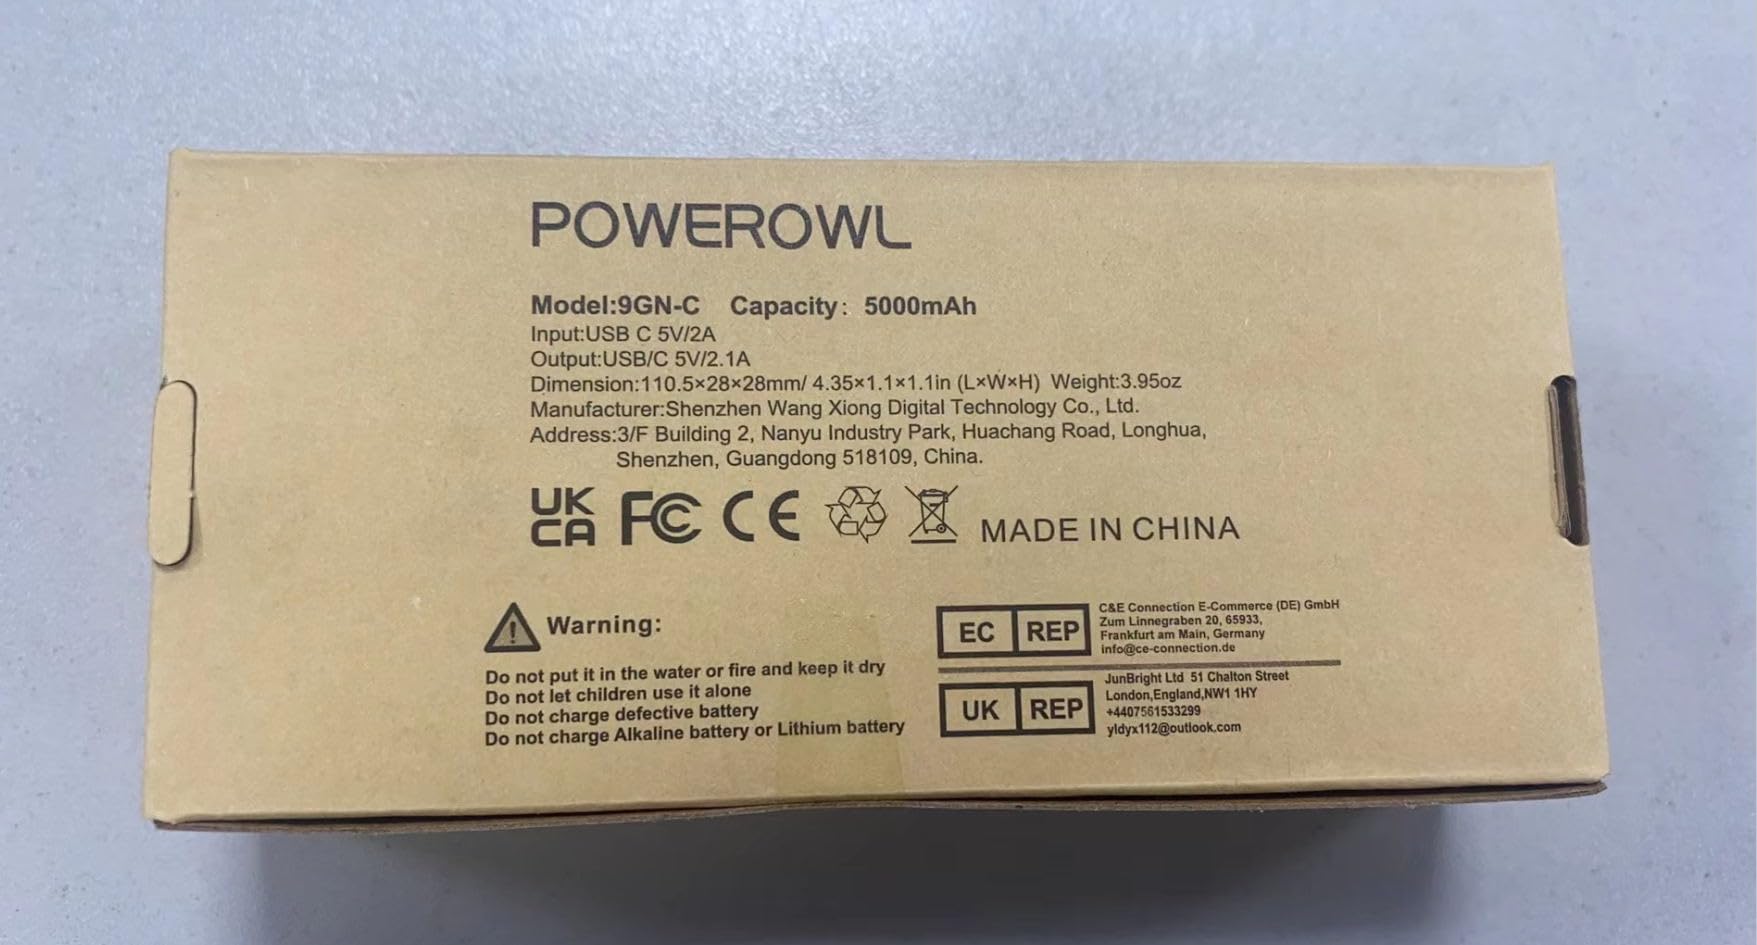 POWEROWL
Model:9GN-C Capacity: 5000mAh
Input:USB C 5V/2A
Output:USB/C 5V/2.1A
Dimension:110.5×28×28mm/ 4.35×1.1×1.1in (L×W×H) Weight:3.95oz
Manufacturer:Shenzhen Wang Xiong Digital Technology Co., Ltd.
Address:3/F Building 2, Nanyu Industry Park, Huachang Road, Longhua,
Shenzhen, Guangdong 518109, China.
UK
CA FC CE MADE IN CHINA
Warning:
Do not put it in the water or fire and keep it dry
Do not let children use it alone
Do not charge defective battery
Do not charge Alkaline battery or Lithium battery
EC REP
C&E Connection E-Commerce (DE) GmbH
Zum Linnegraben 20, 65933,
Frankfurt am Main, Germany
info@ce-connection.de
UK REP
JunBright Ltd 51 Chalton Street
London,England,NW1 1HY
+4407561533299
yldyx112@outlook.com